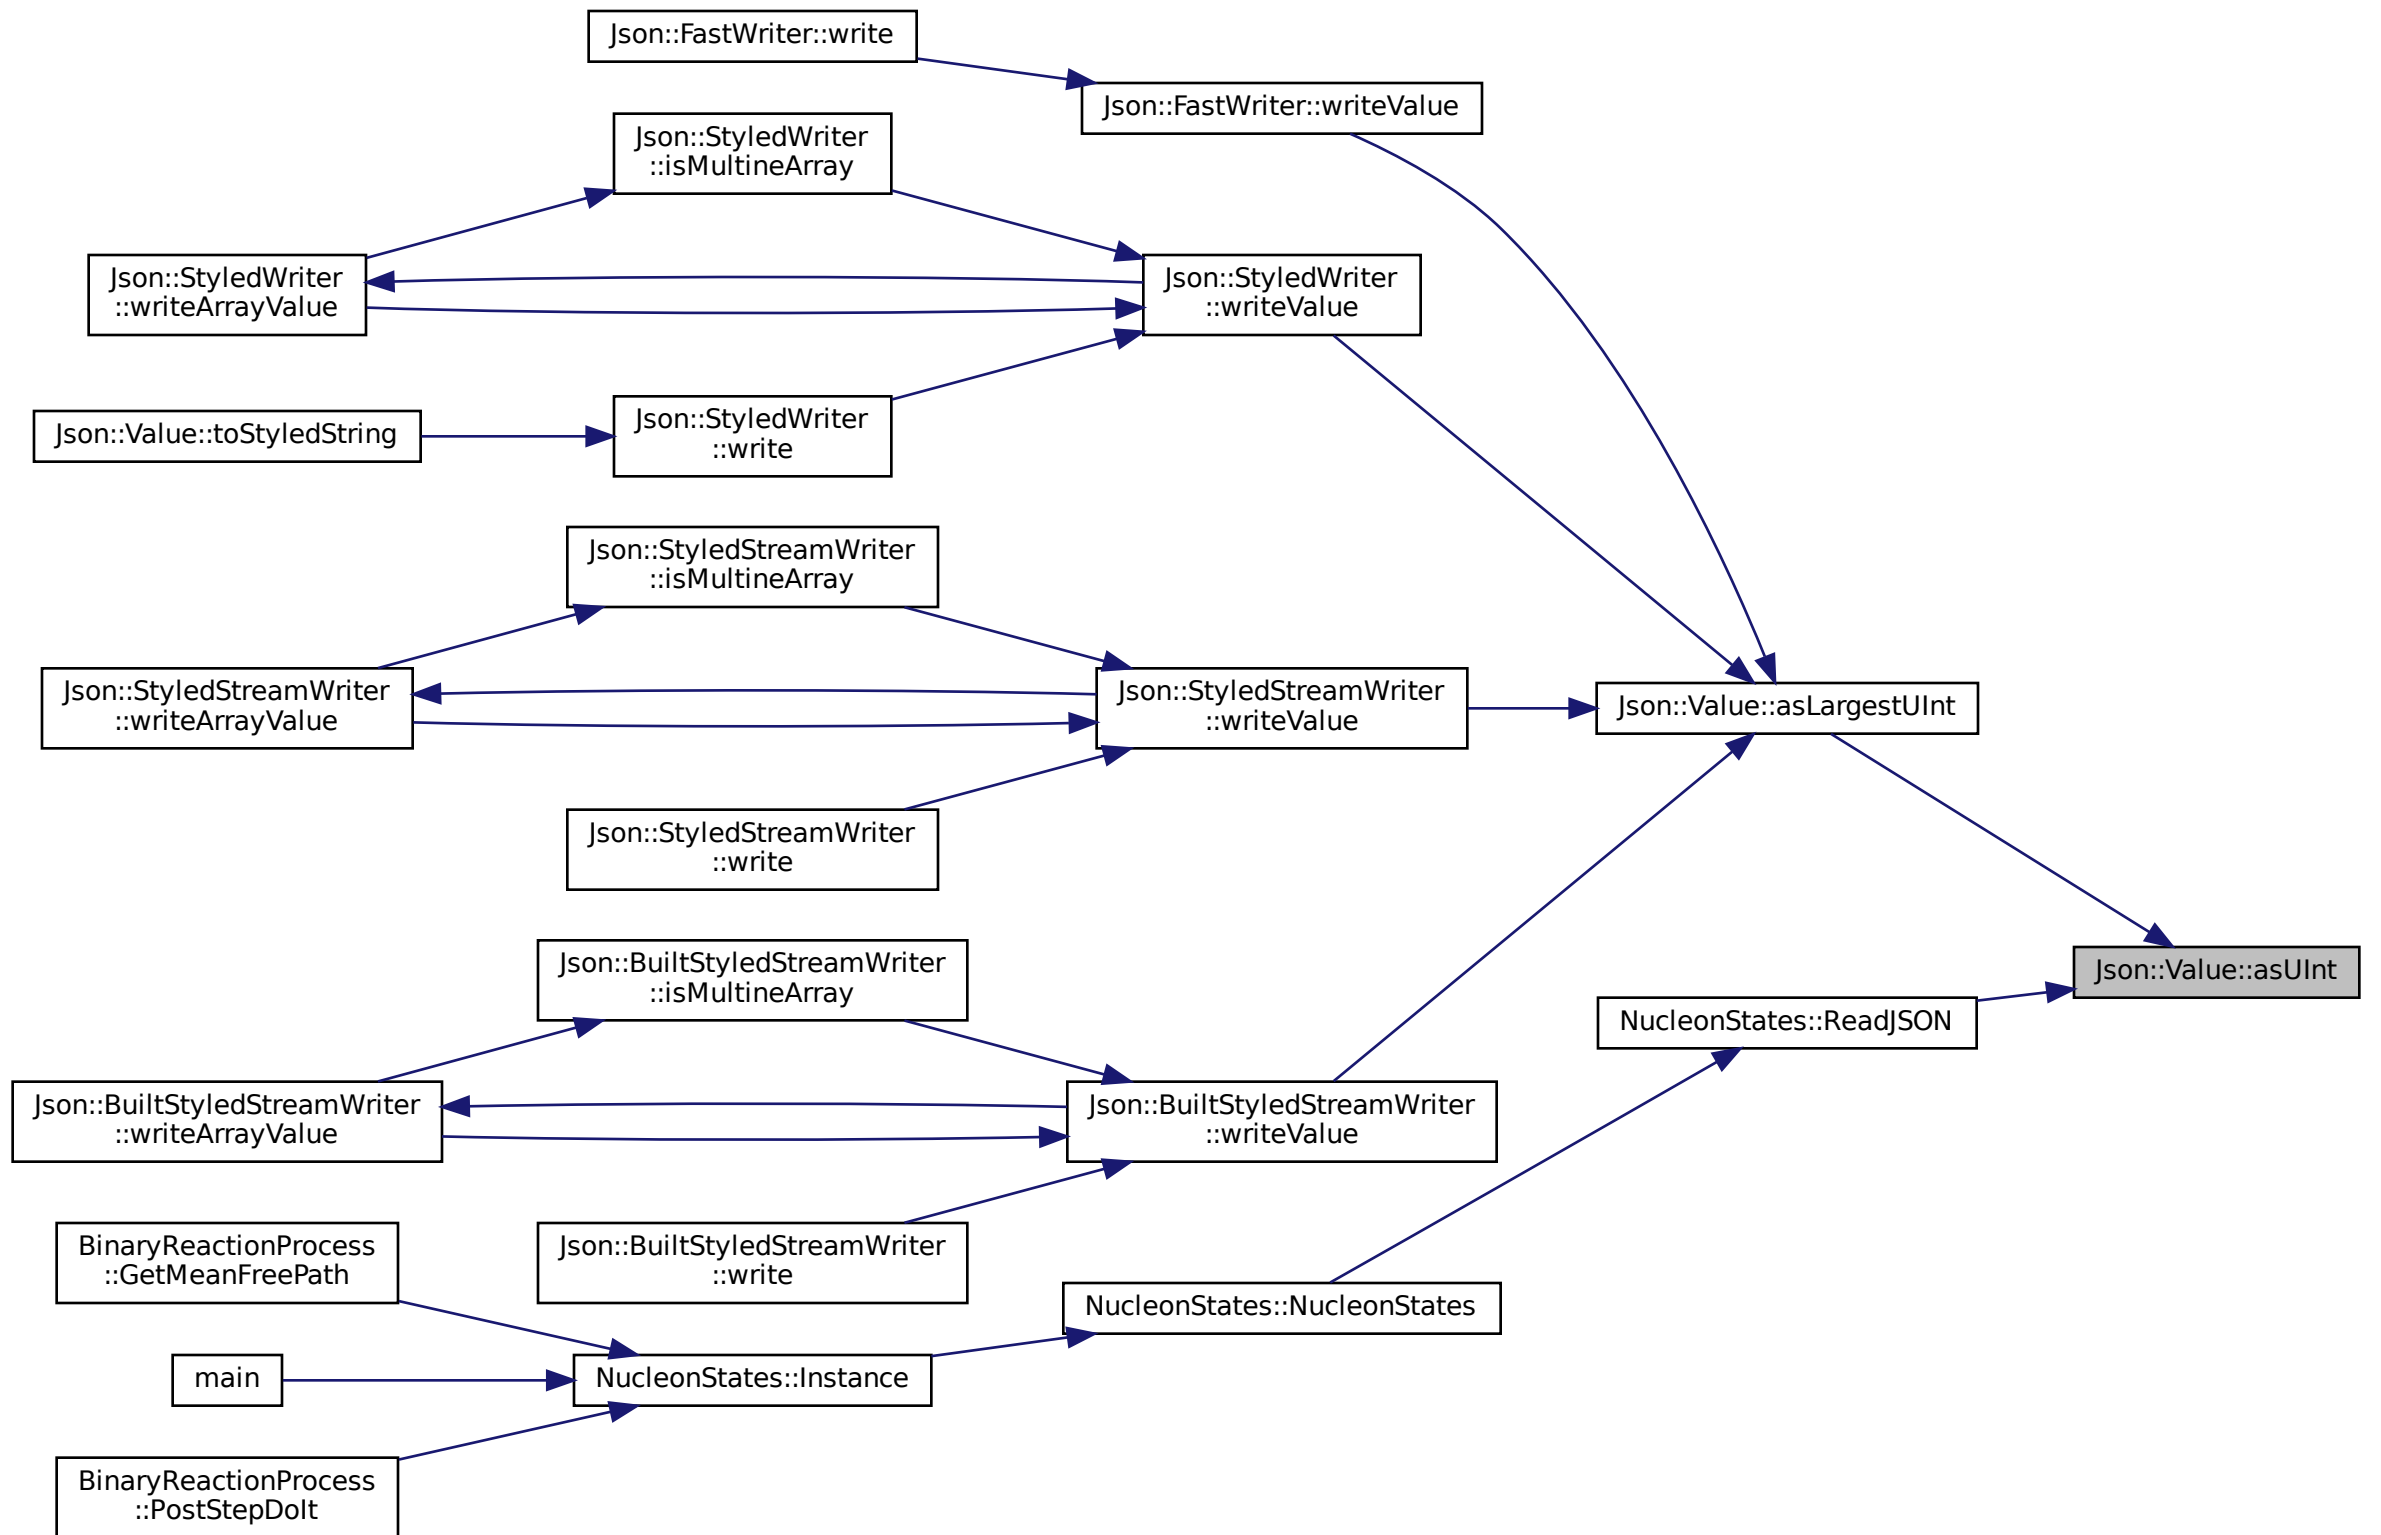 Json::FastWriter::write
Json::FastWriter::writeValue
Json::StyledWriter
::isMultineArray
Json::StyledWriter
::writeArrayValue
Json::StyledWriter
::writeValue
Json::Value::toStyledString
Json::StyledWriter
::write
Json::StyledStreamWriter
::isMultineArray
Json::StyledStreamWriter
::writeArrayValue
Json::StyledStreamWriter
::writeValue
Json::Value::asLargestUInt
Json::StyledStreamWriter
::write
Json::BuiltStyledStreamWriter
::isMultineArray
Json::Value::asUInt
NucleonStates::ReadJSON
Json::BuiltStyledStreamWriter
::writeArrayValue
Json::BuiltStyledStreamWriter
::writeValue
BinaryReactionProcess
::GetMeanFreePath
Json::BuiltStyledStreamWriter
::write
NucleonStates::NucleonStates
main
NucleonStates::Instance
BinaryReactionProcess
::PostStepDoIt